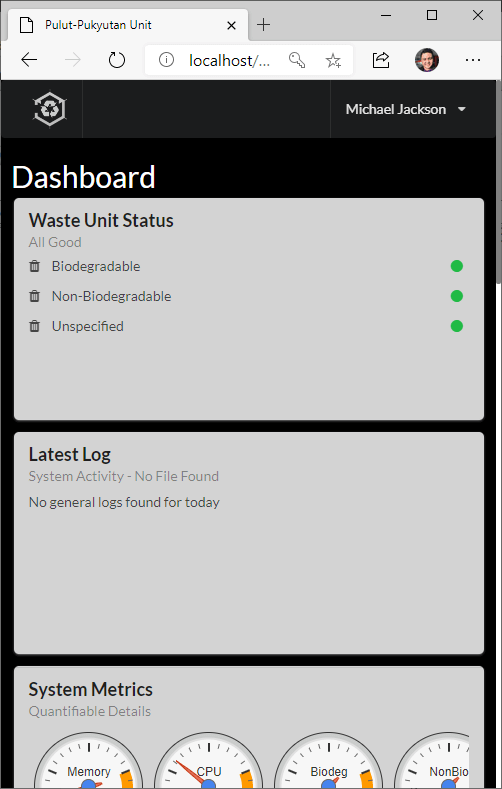 Pulut-Pukyutan Unit
localhost/...
Michael Jackson
Dashboard
Waste Unit Status
All Good
Biodegradable
Non-Biodegradable
Unspecified
Latest Log
System Activity - No File Found
No general logs found for today
System Metrics
Quantifiable Details
Memory CPU Biodeg NonBio